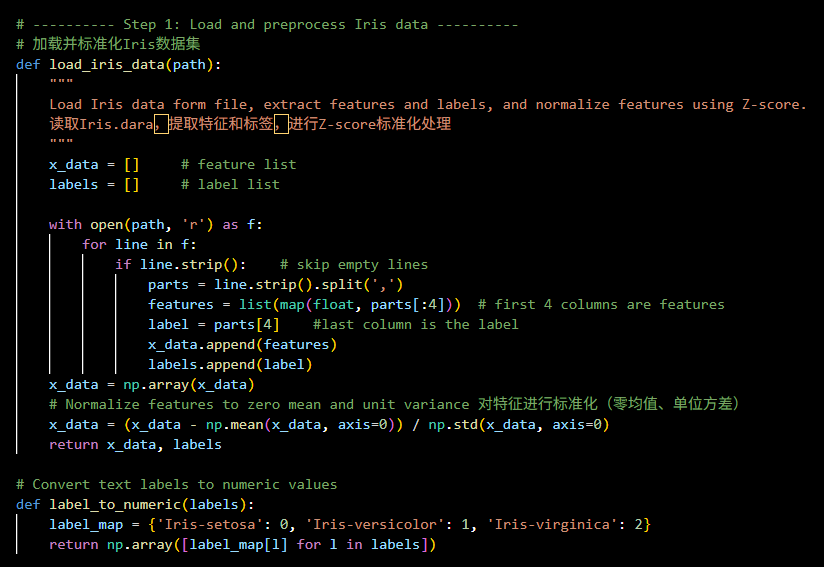 # ---------- Step 1: Load and preprocess Iris data ----------
# 加载并标准化Iris数据集
def load_iris_data(path):
    """
    Load Iris data form file, extract features and labels, and normalize features using Z-score.
    读取Iris.dara，提取特征和标签，进行Z-score标准化处理
    """
    x_data = []     # feature list
    labels = []     # label list

    with open(path, 'r') as f:
        for line in f:
            if line.strip():    # skip empty lines
                parts = line.strip().split(',')
                features = list(map(float, parts[:4]))  # first 4 columns are features
                label = parts[4]    #last column is the label
                x_data.append(features)
                labels.append(label)
    x_data = np.array(x_data)
    # Normalize features to zero mean and unit variance 对特征进行标准化（零均值、单位方差）
    x_data = (x_data - np.mean(x_data, axis=0)) / np.std(x_data, axis=0)
    return x_data, labels

# Convert text labels to numeric values
def label_to_numeric(labels):
    label_map = {'Iris-setosa': 0, 'Iris-versicolor': 1, 'Iris-virginica': 2}
    return np.array([label_map[l] for l in labels])